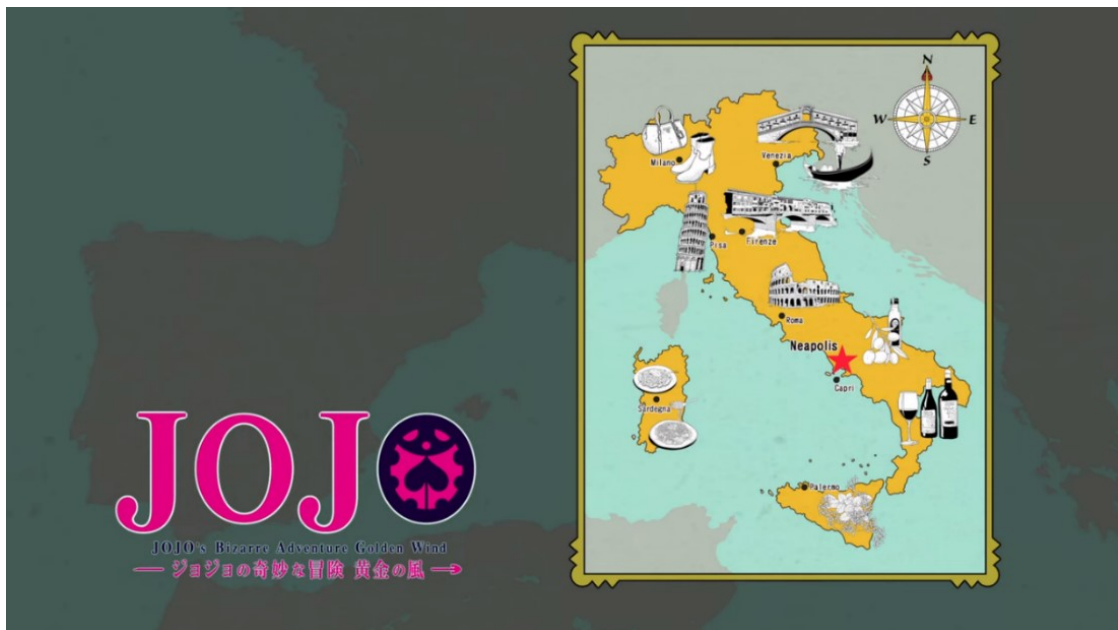 N
W E
S
Milano
Venezia
Pisa
Firenze
Roma
Neapolis
Capri
Sardegna
Palermo
JOJO
JOJO's Bizarre Adventure Golden Wind
ジョジョの奇妙な冒険 黄金の風